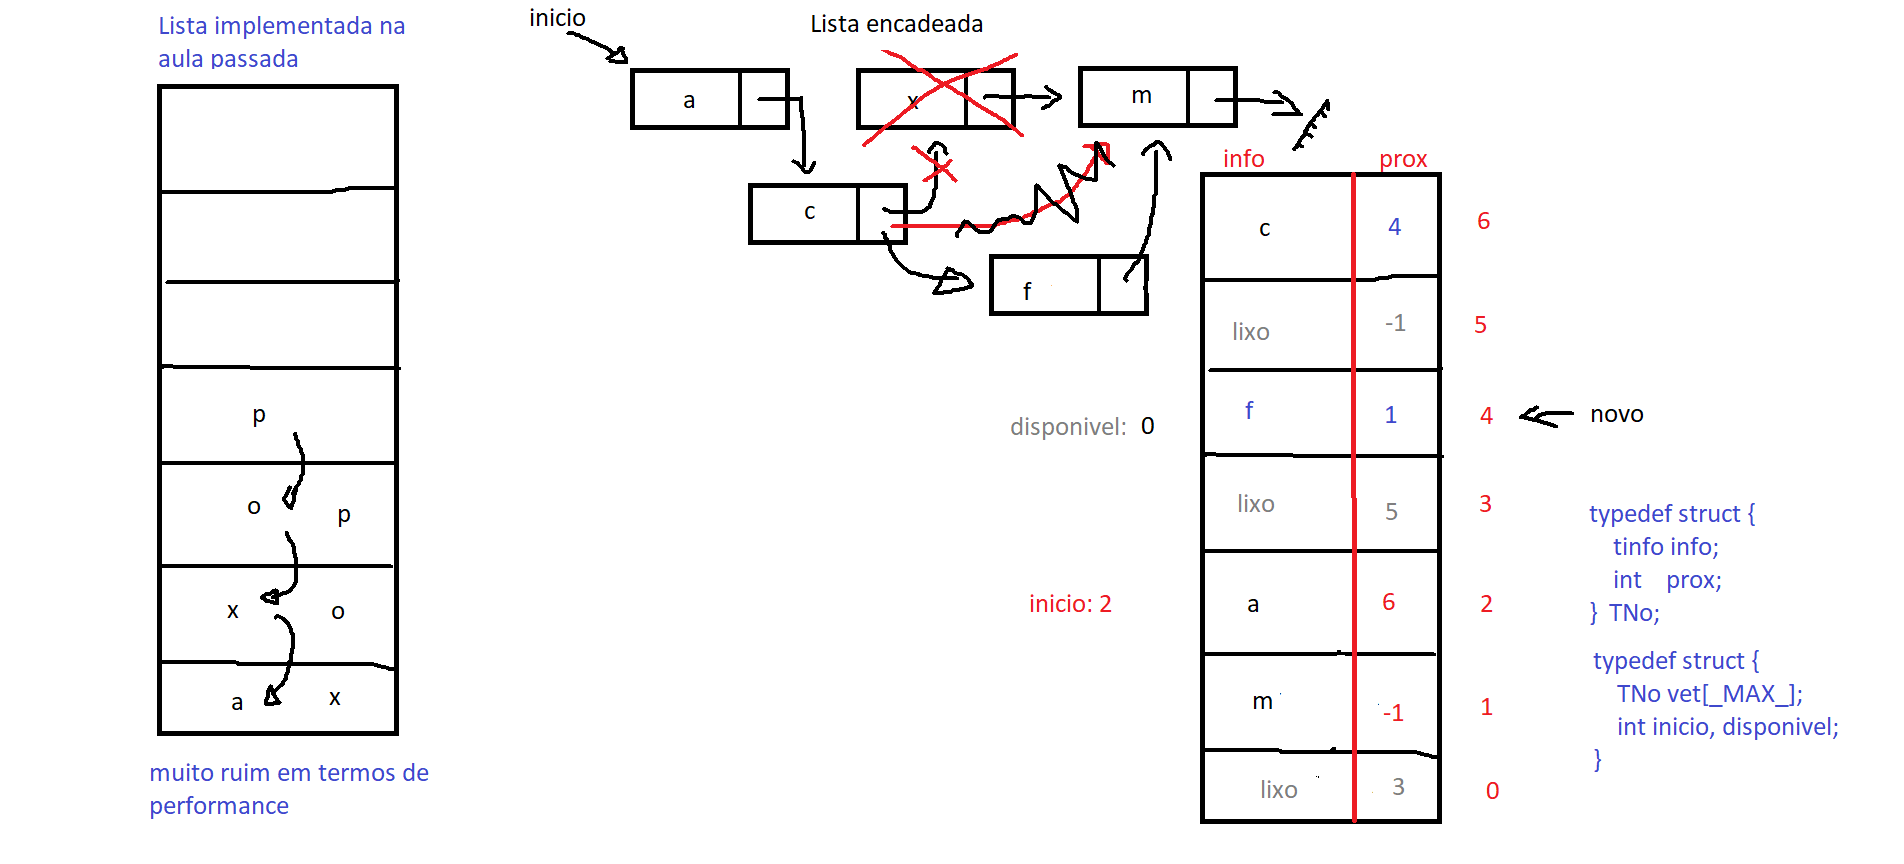 Lista implementada na
aula passada
p
o p
x o
a x
muito ruim em termos de
performance
inicio
Lista encadeada
a
x
m
c
f
info prox
c 4 6
lixo -1 5
disponivel: 0
f 1 4
novo
lixo 5 3
inicio: 2
a 6 2
m -1 1
lixo 3 0
typedef struct {
tinfo info;
int prox;
} TNo;
typedef struct {
TNo vet[_MAX_];
int inicio, disponivel;
}